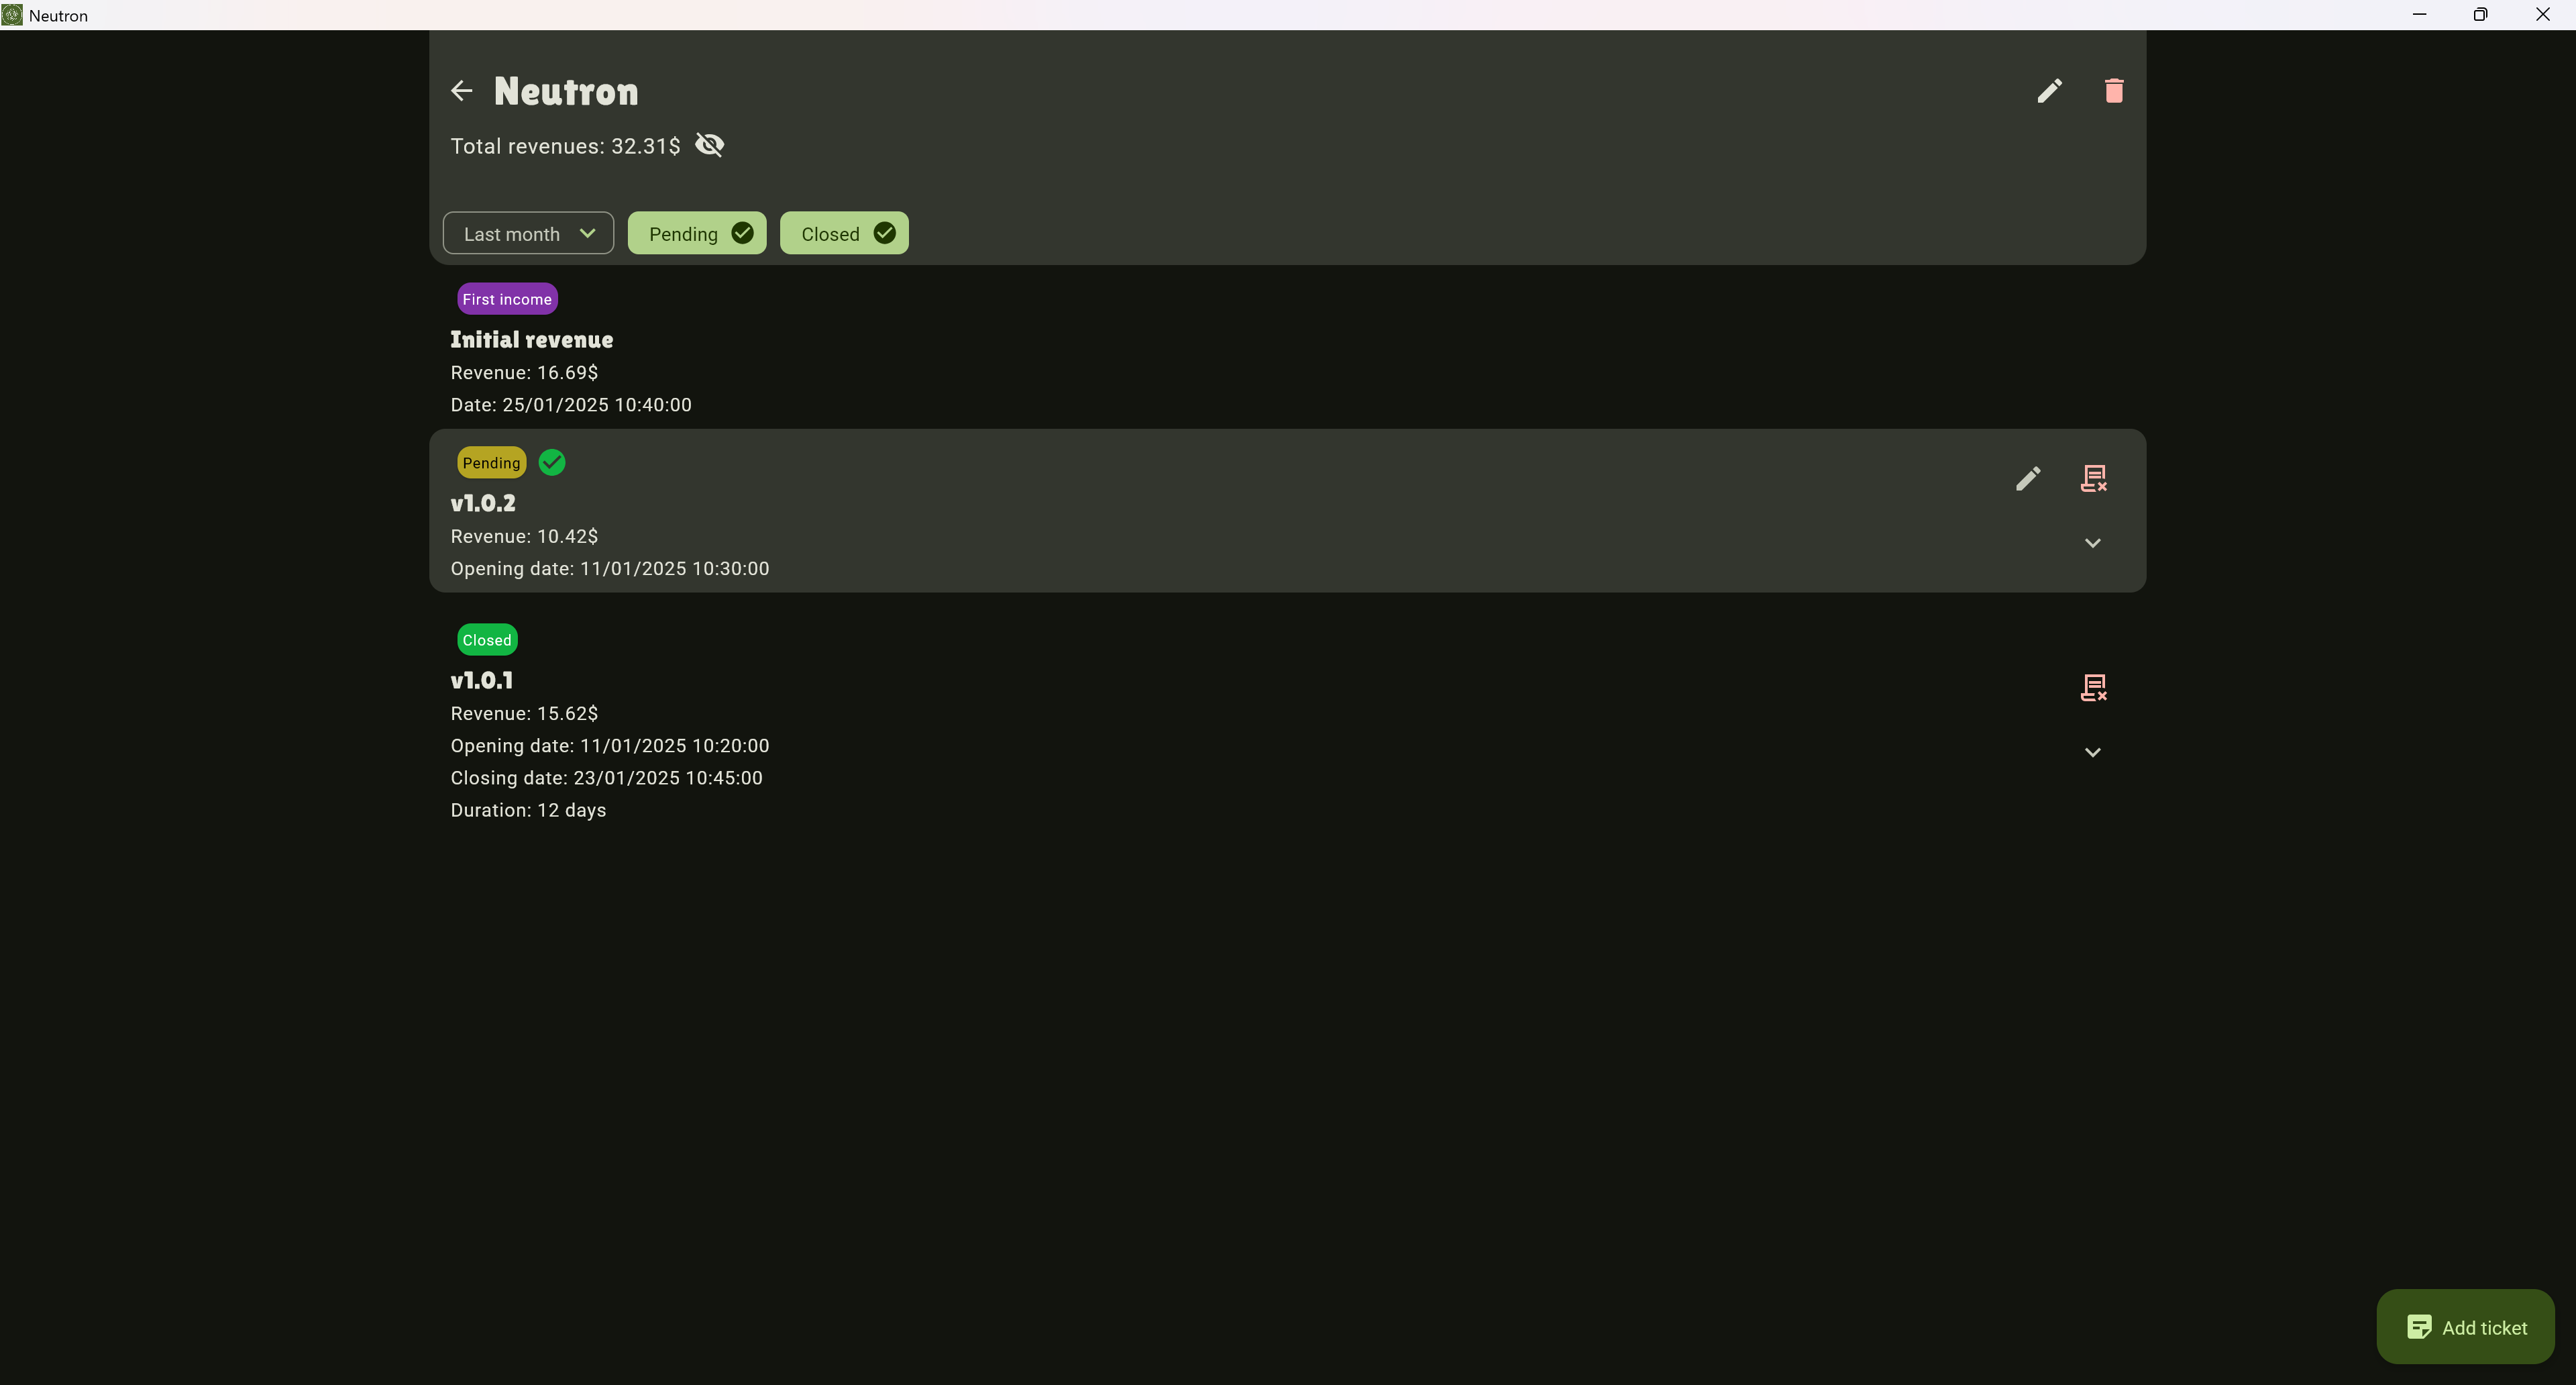 Neutron
Neutron
Total revenues: 32.31$
Last month Pending Closed
First income
Initial revenue
Revenue: 16.69$
Date: 25/01/2025 10:40:00
Pending
v1.0.2
Revenue: 10.42$
Opening date: 11/01/2025 10:30:00
Closed
v1.0.1
Revenue: 15.62$
Opening date: 11/01/2025 10:20:00
Closing date: 23/01/2025 10:45:00
Duration: 12 days
Add ticket